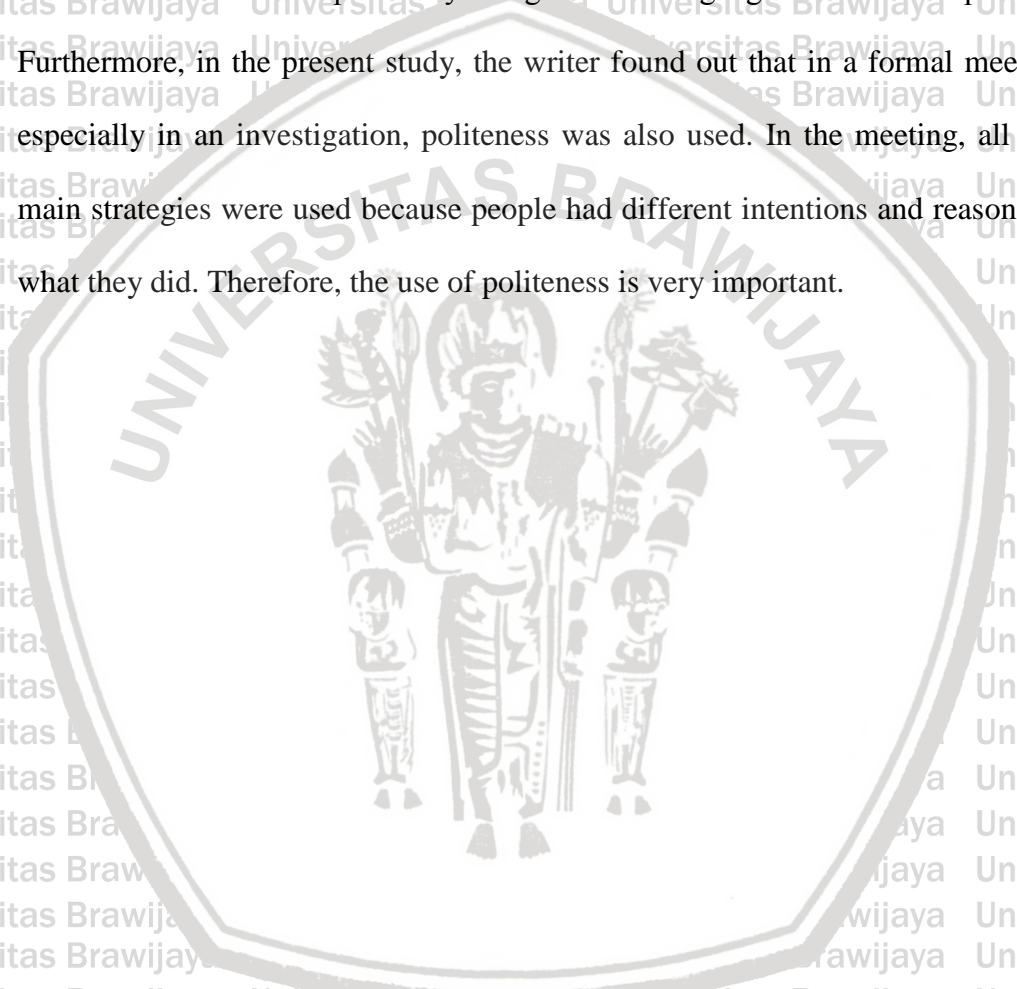 Furthermore, in the present study, the writer found out that in a formal mee
especially in an investigation, politeness was also used. In the meeting, all
main strategies were used because people had different intentions and reason
what they did. Therefore, the use of politeness is very important.
UNIVERSITAS BRAWIJAYA